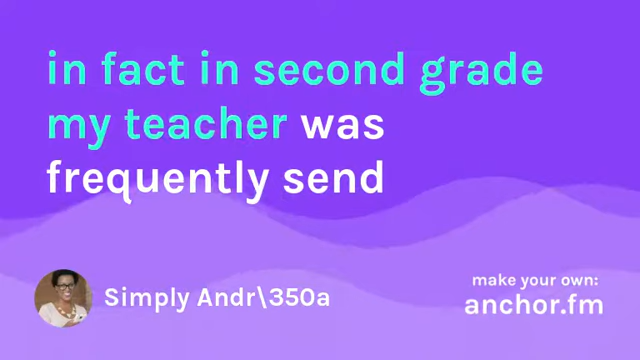 in fact in second grade
my teacher was
frequently send
Simply Andr\350a
make your own:
anchor.fm